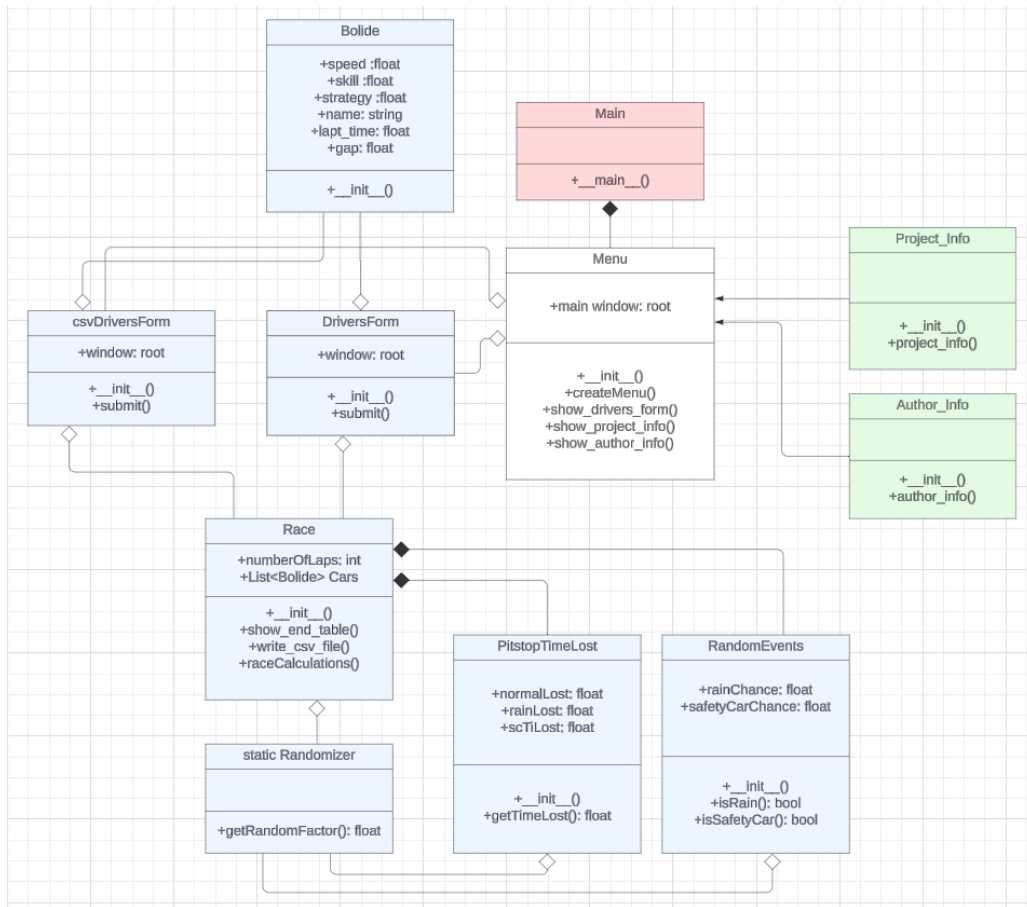 Bolide
+speed :float
+skill :float
+strategy :float
+name: string
+lapt_time: float
+gap: float
+__init__()
Main
+__main__()
Project_Info
+__init__()
+project_info()
Menu
+main window: root
+__init__()
+createMenu()
+show_drivers_form()
+show_project_info()
+show_author_info()
csvDriversForm
+window: root
+__init__()
+submit()
DriversForm
+window: root
+__init__()
+submit()
Author_Info
+__init__()
+author_info()
Race
+numberOfLaps: int
+List<Bolide> Cars
+__init__()
+show_end_table()
+write_csv_file()
+raceCalculations()
PitstopTimeLost
+normalLost: float
+rainLost: float
+scTiLost: float
+__init__()
+getTimeLost(): float
RandomEvents
+rainChance: float
+safetyCarChance: float
+__init__()
+isRain(): bool
+isSafetyCar(): bool
static Randomizer
+getRandomFactor(): float